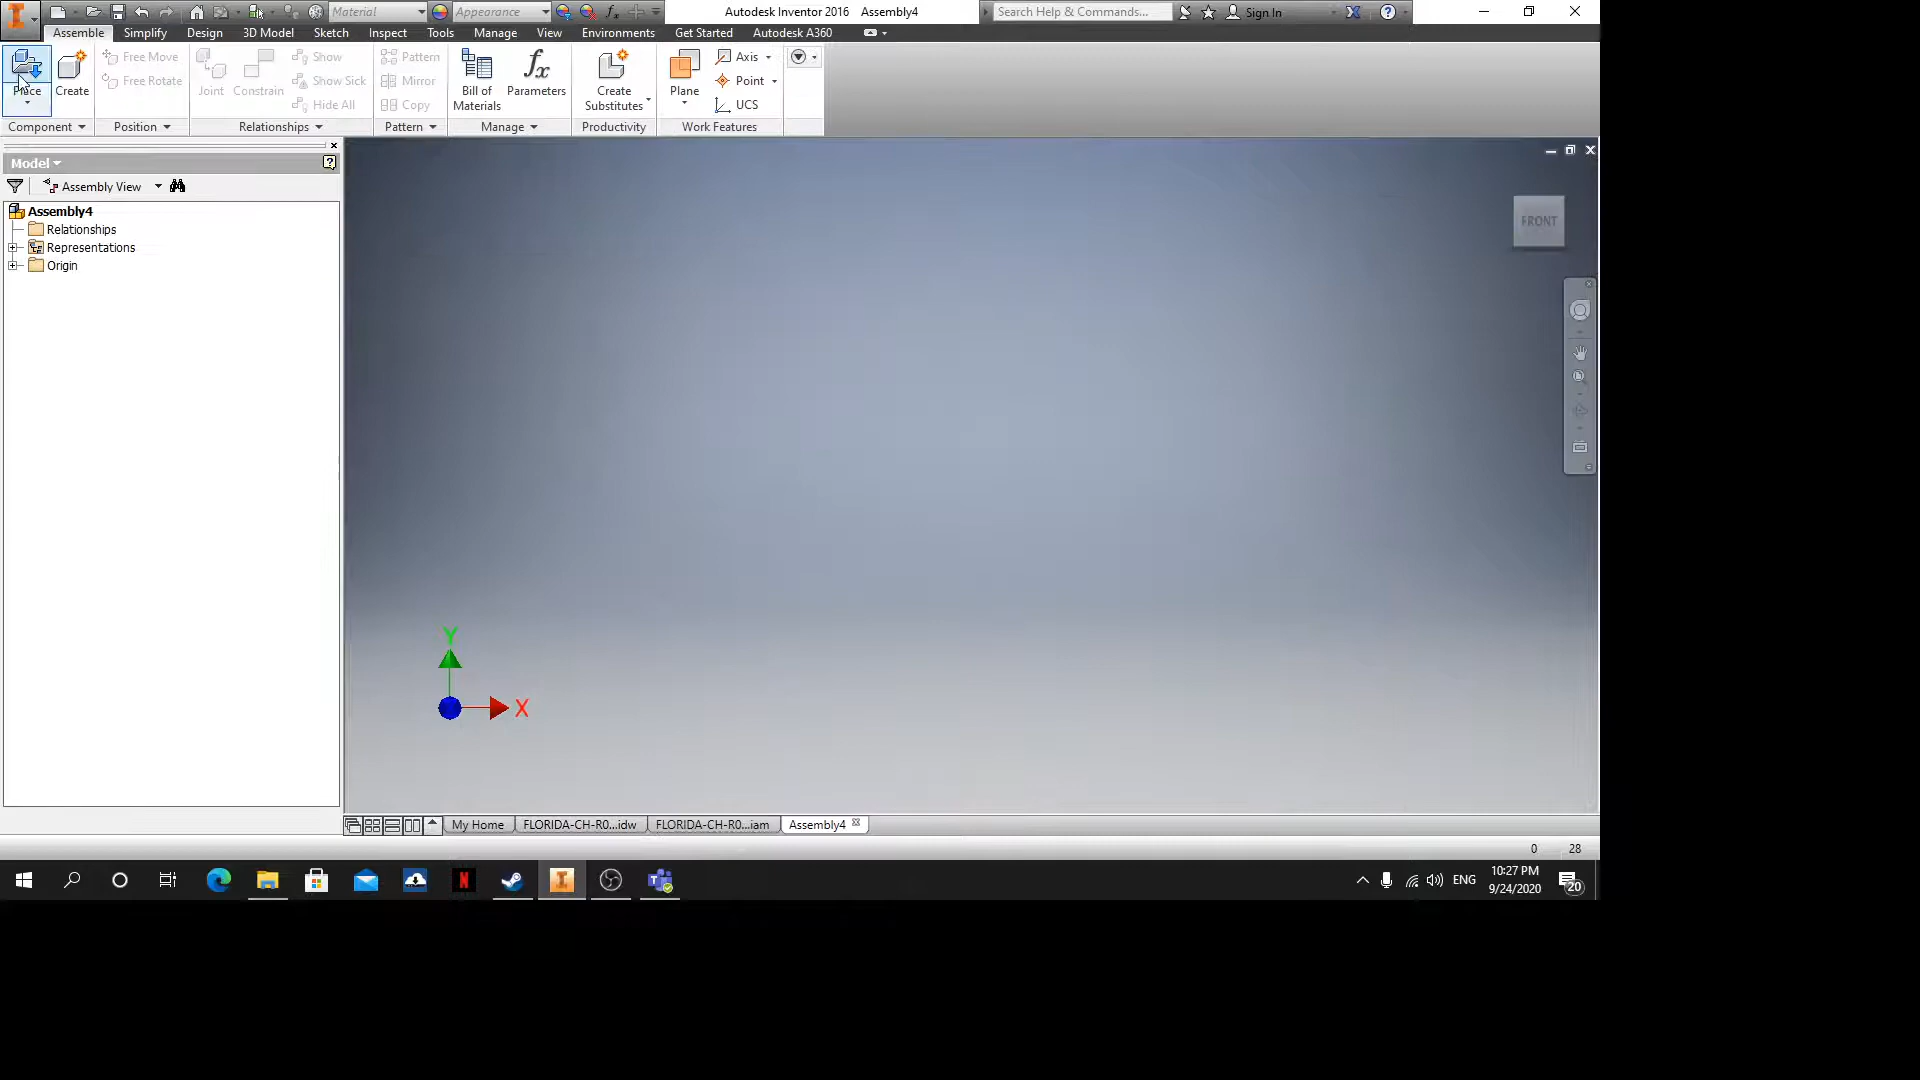 Material Appearance fx Autodesk Inventor 2016 Assembly4 Search Help & Commands... Sign In
Assemble Simplify Design 3D Model Sketch Inspect Tools Manage View Environments Get Started Autodesk A360
Place Create Free Move Free Rotate Joint Constrain Show Show Sick Hide All Pattern Mirror Copy Bill of Materials fx Parameters Create Substitutes Plane Axis Point UCS
Component Position Relationships Pattern Manage Productivity Work Features
Model
Assembly View
Assembly4
Relationships
Representations
Origin
FRONT
Y
X
My Home FLORIDA-CH-R0...idw FLORIDA-CH-R0...iam Assembly4
0 28
ENG 10:27 PM
9/24/2020
20